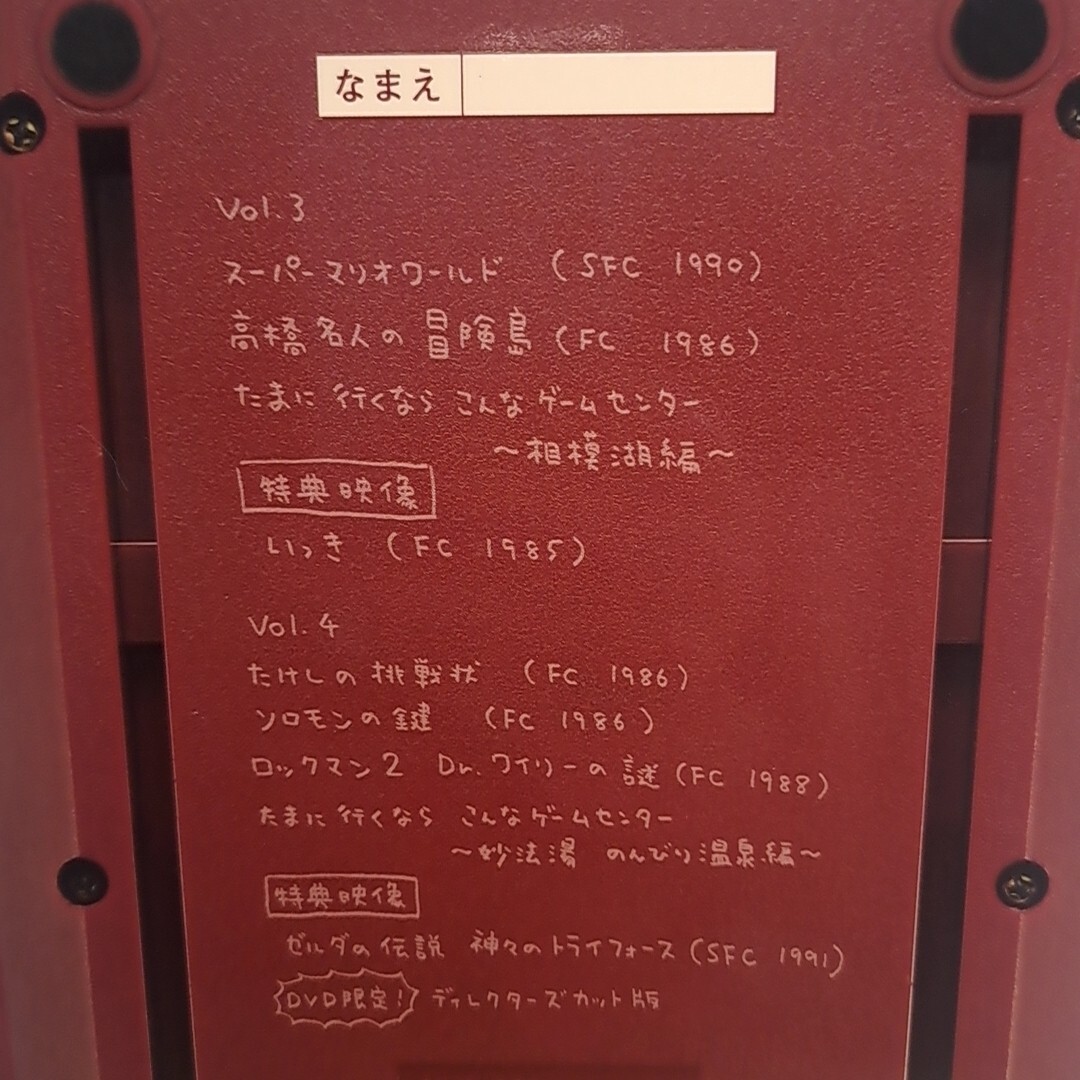 なまえ
Vol.3
スーパーマリオワールド (SFC 1990)
高橋名人の冒険島 (FC 1986)
たまに行くならこんなゲームセンター
～相模湖編～
特典映像
いっき (FC 1985)
Vol.4
たけしの挑戦状 (FC 1986)
ソロモンの鍵 (FC 1986)
ロックマン2 Dr.ワイリーの謎 (FC 1988)
たまに行くならこんなゲームセンター
～妙法湯 のんびり温泉編～
特典映像
ゼルダの伝説 神々のトライフォース (SFC 1991)
DVD限定! ディレクターズカット版